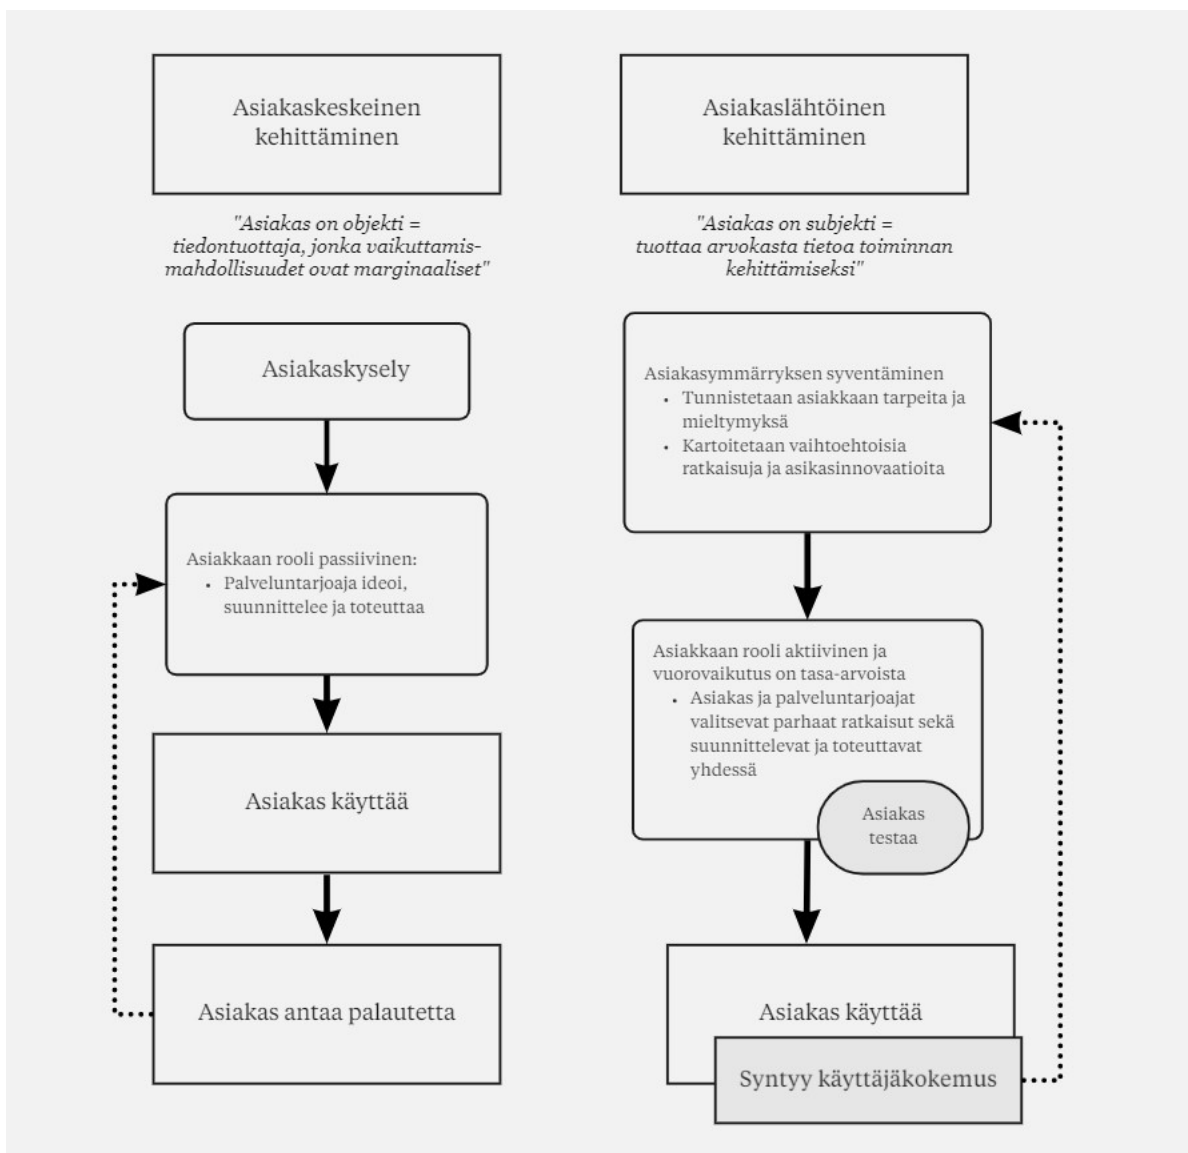 Asiakaskeskeinen
kehittäminen
"Asiakas on objekti =
tiedontuottaja, jonka vaikuttamis-
mahdollisuudet ovat marginaaliset"
Asiakaskysely
Asiakkaan rooli passiivinen:
• Palveluntarjoaja ideoi,
suunnittelee ja toteuttaa
Asiakas käyttää
Asiakas antaa palautetta
Asiakaslähtöinen
kehittäminen
"Asiakas on subjekti =
tuottaa arvokasta tietoa toiminnan
kehittämiseksi"
Asiakasymmärryksen syventäminen
• Tunnistetaan asiakkaan tarpeita ja
mieltymyksä
• Kartoitetaan vaihtoehtoisia
ratkaisuja ja asikasinnovaatioita
Asiakkaan rooli aktiivinen ja
vuorovaikutus on tasa-arvoista
• Asiakas ja palveluntarjoajat
valitsevat parhaat ratkaisut sekä
suunnittelevat ja toteuttavat
yhdessä
Asiakas
testaa
Asiakas käyttää
Syntyy käyttäjäkokemus